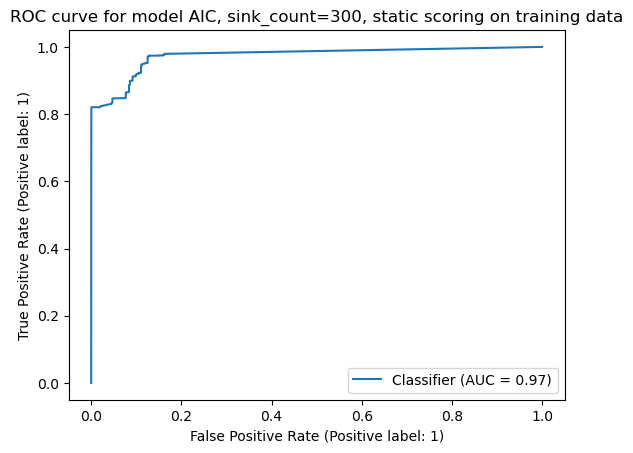 ROC curve for model AIC, sink_count=300, static scoring on training data
True Positive Rate (Positive label: 1)
1.0
0.8
0.6
0.4
0.2
0.0
Classifier (AUC = 0.97)
0.0 0.2 0.4 0.6 0.8 1.0
False Positive Rate (Positive label: 1)